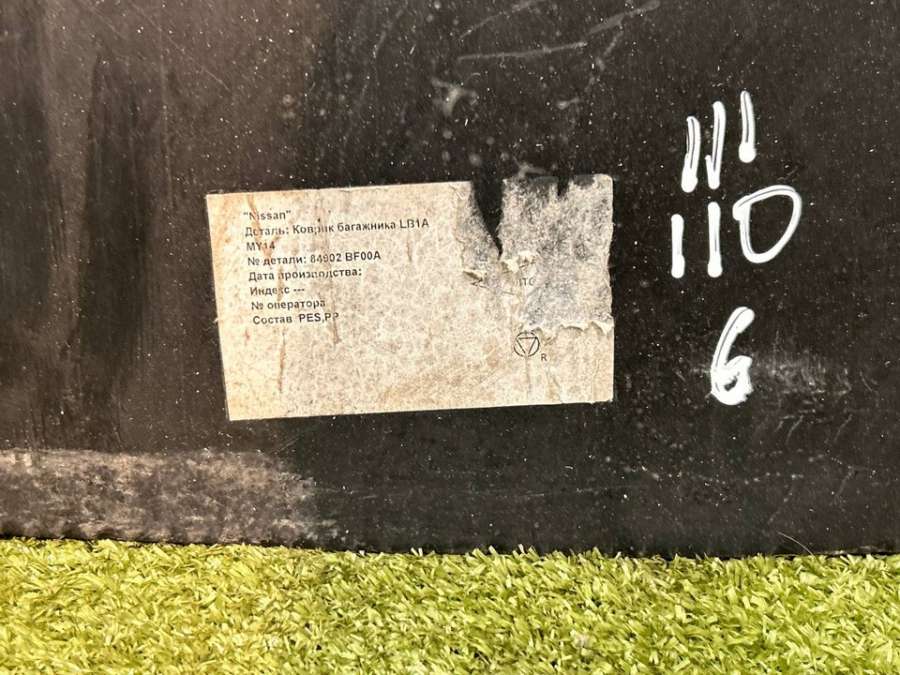 "Nissan"
Деталь: Коврик багажника LB1A
MY14
№ детали: 84902 BF00A
Дата производства:
Индекс ---
№ оператора
Состав PES,PP
R
110
6